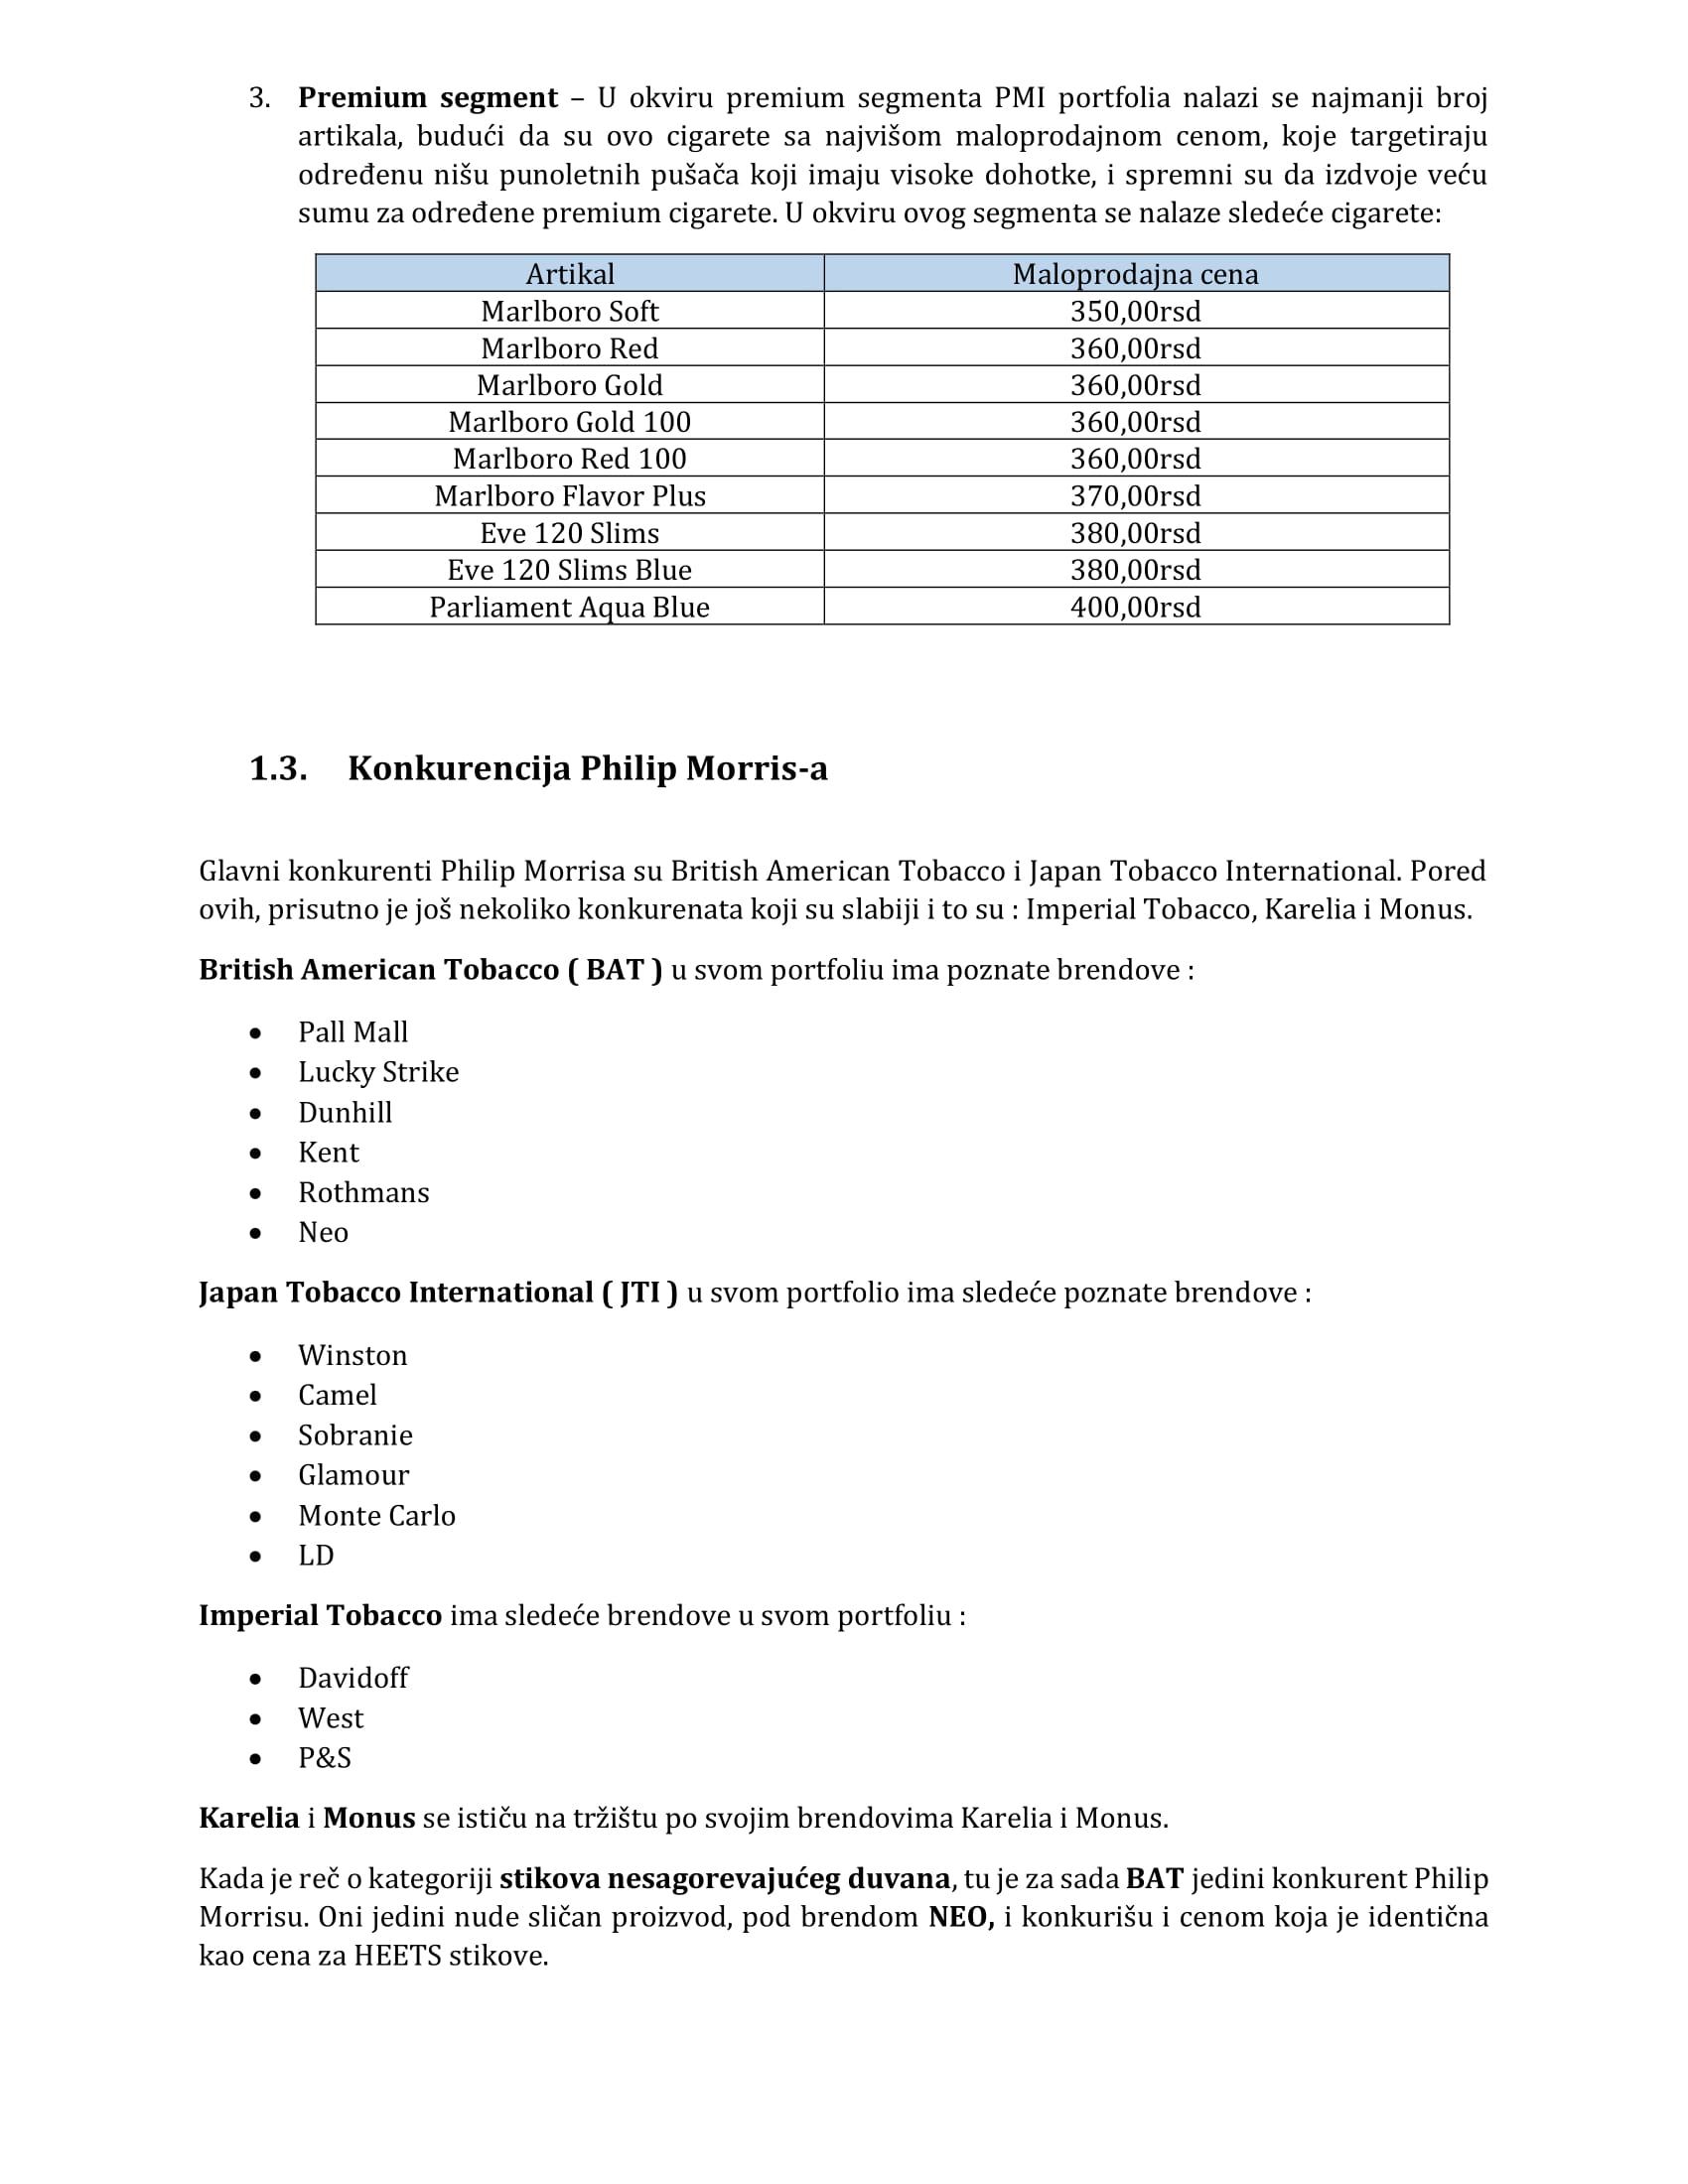 3. Premium segment – U okviru premium segmenta PMI portfolia nalazi se najmanji broj
artikala, budući da su ovo cigarete sa najvišom maloprodajnom cenom, koje targetiraju
određenu nišu punoletnih pušača koji imaju visoke dohotke, i spremni su da izdvoje veću
sumu za određene premium cigarete. U okviru ovog segmenta se nalaze sledeće cigarete:
Artikal Maloprodajna cena
Marlboro Soft 350,00rsd
Marlboro Red 360,00rsd
Marlboro Gold 360,00rsd
Marlboro Gold 100 360,00rsd
Marlboro Red 100 360,00rsd
Marlboro Flavor Plus 370,00rsd
Eve 120 Slims 380,00rsd
Eve 120 Slims Blue 380,00rsd
Parliament Aqua Blue 400,00rsd
1.3. Konkurencija Philip Morris-a
Glavni konkurenti Philip Morrisa su British American Tobacco i Japan Tobacco International. Pored
ovih, prisutno je još nekoliko konkurenata koji su slabiji i to su : Imperial Tobacco, Karelia i Monus.
British American Tobacco ( BAT ) u svom portfoliu ima poznate brendove :
• Pall Mall
• Lucky Strike
• Dunhill
• Kent
• Rothmans
• Neo
Japan Tobacco International ( JTI ) u svom portfolio ima sledeće poznate brendove :
• Winston
• Camel
• Sobranie
• Glamour
• Monte Carlo
• LD
Imperial Tobacco ima sledeće brendove u svom portfoliu :
• Davidoff
• West
• P&S
Karelia i Monus se ističu na tržištu po svojim brendovima Karelia i Monus.
Kada je reč o kategoriji stikova nesagorevajućeg duvana, tu je za sada BAT jedini konkurent Philip
Morrisu. Oni jedini nude sličan proizvod, pod brendom NEO, i konkurišu i cenom koja je identična
kao cena za HEETS stikove.